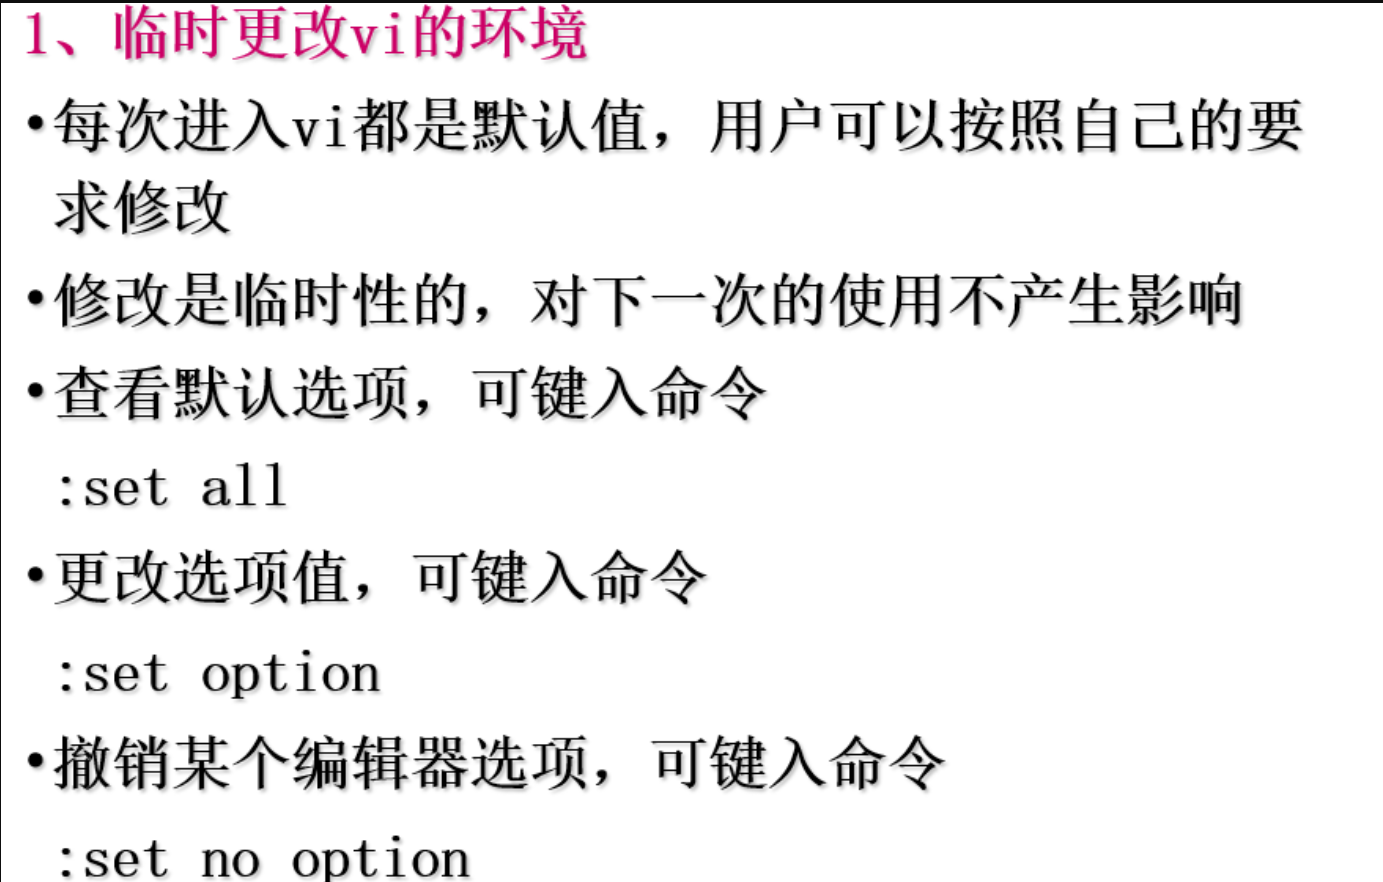 1、临时更改vi的环境
•每次进入vi都是默认值，用户可以按照自己的要
求修改
•修改是临时性的，对下一次的使用不产生影响
•查看默认选项，可键入命令
:set all
•更改选项值，可键入命令
:set option
•撤销某个编辑器选项，可键入命令
:set no option